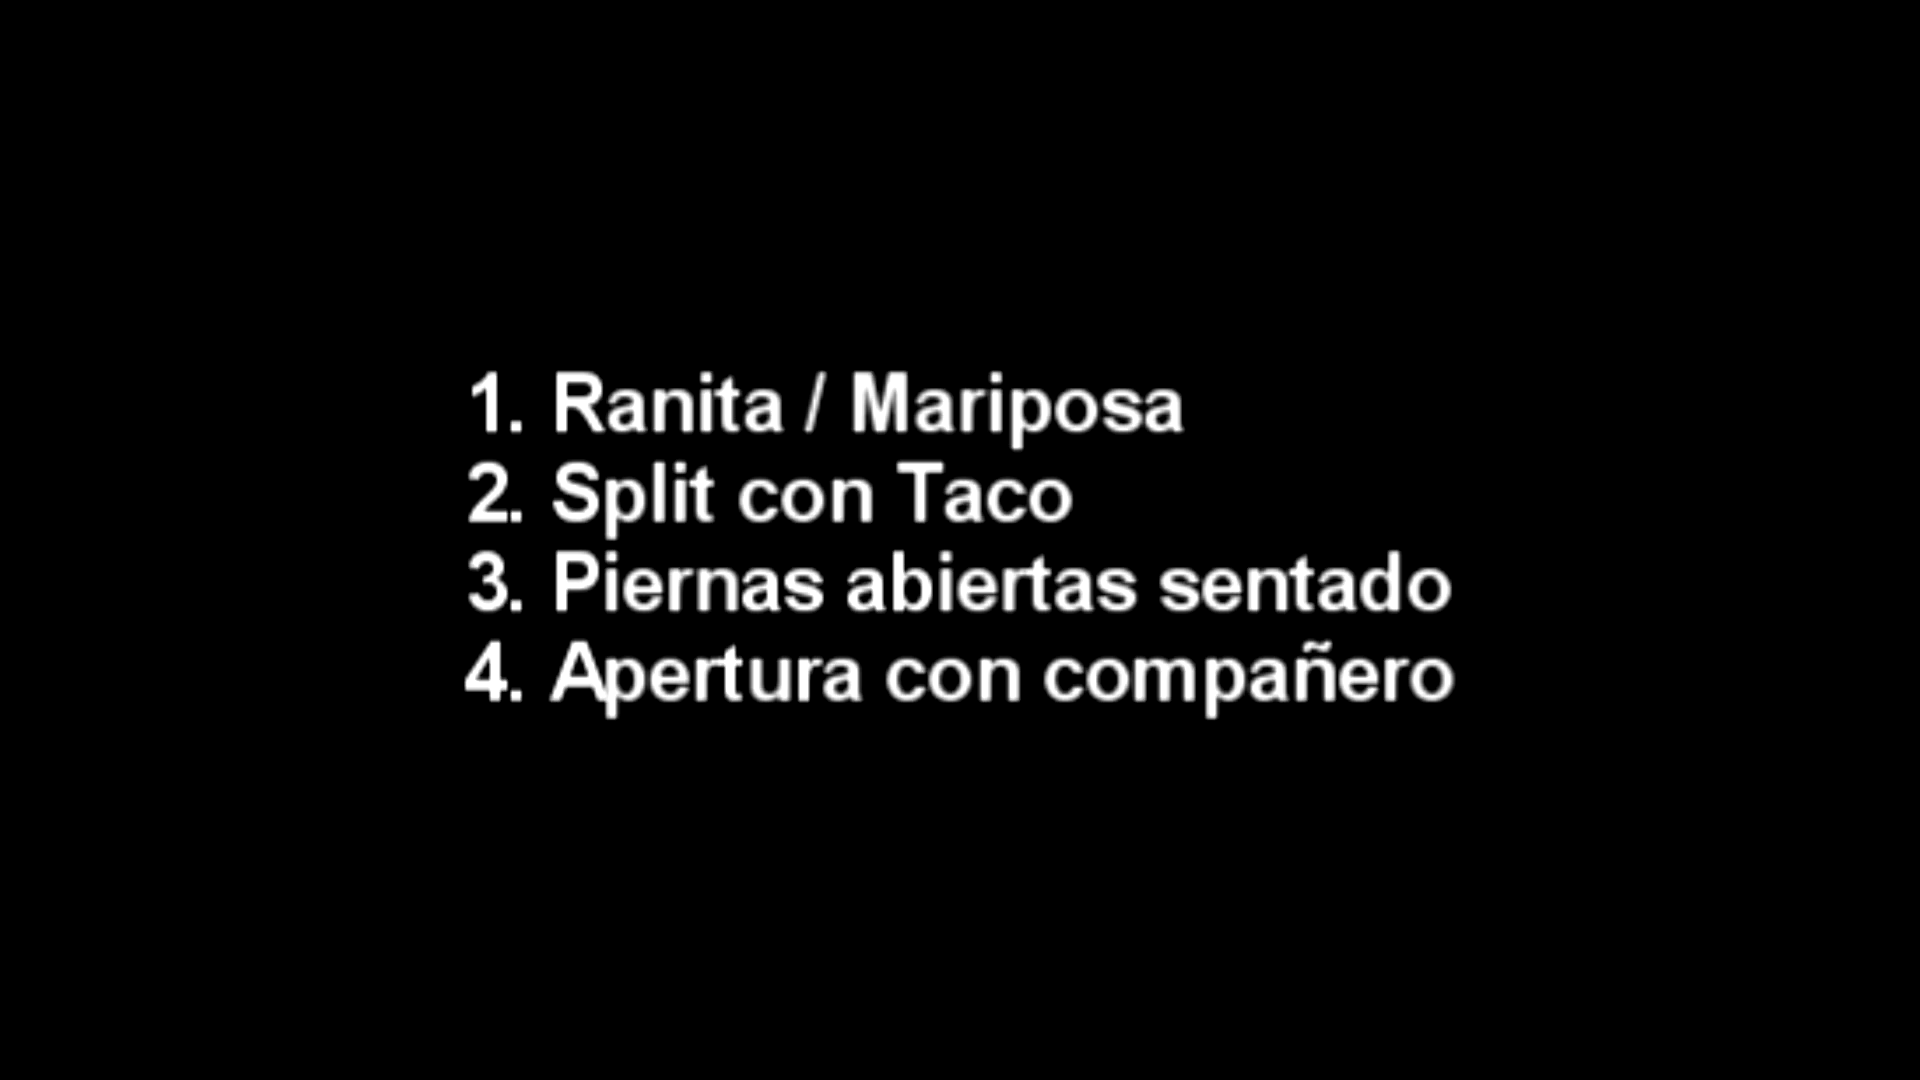 1. Ranita / Mariposa
2. Split con Taco
3. Piernas abiertas sentado
4. Apertura con compañero